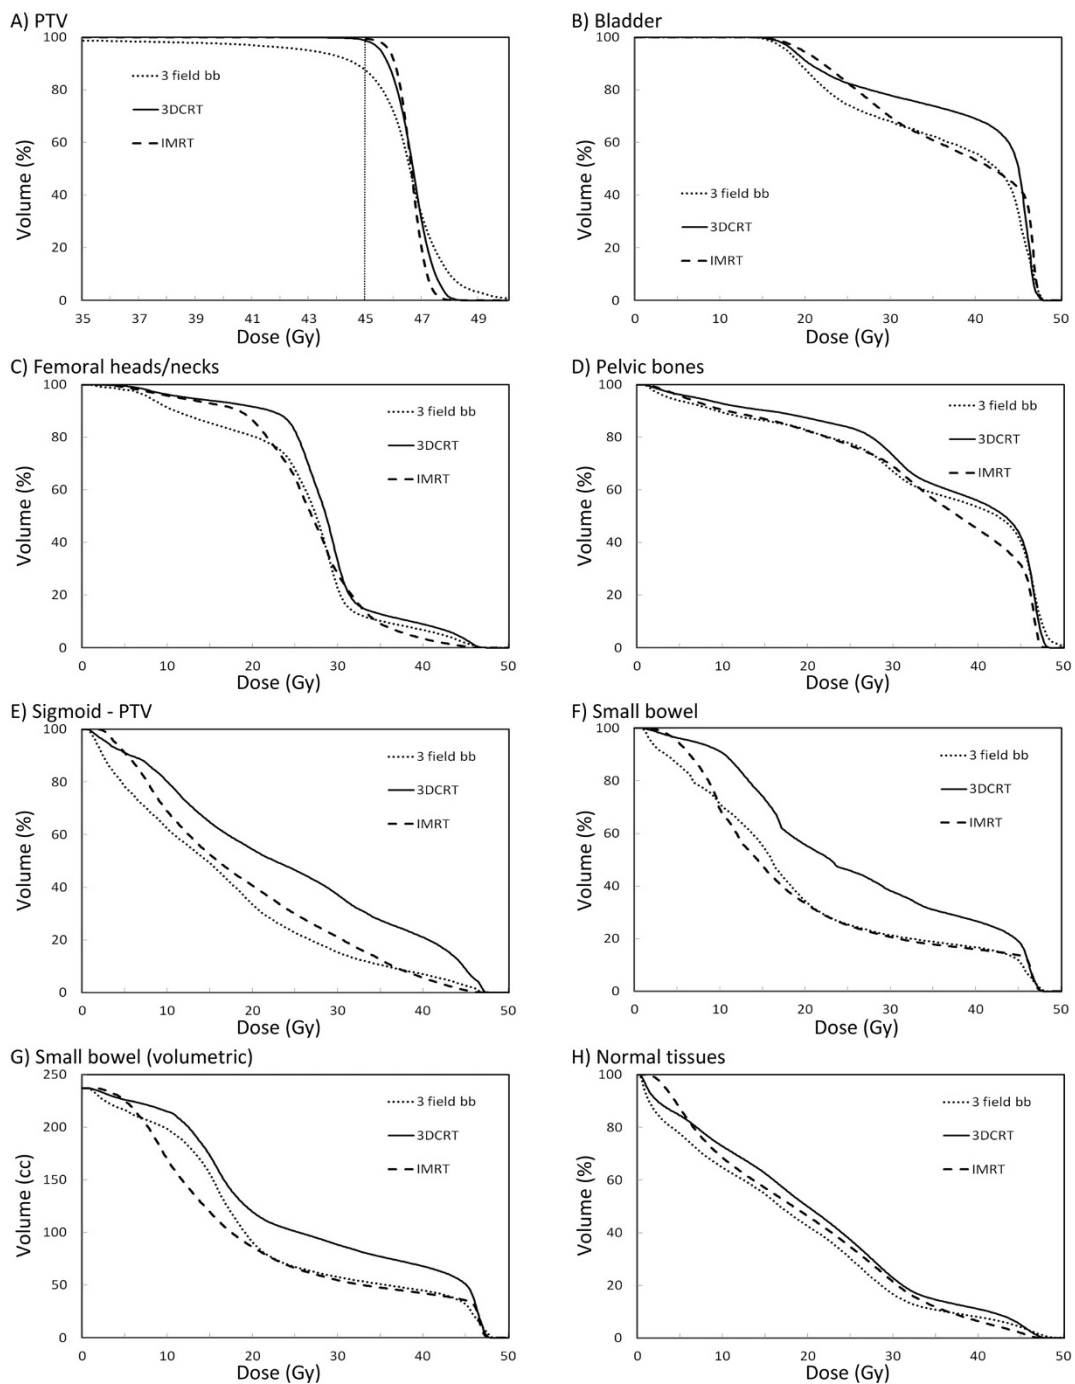 A) PTV
100
80
60
40
20
0
Volume (%)
3 field bb
3DCRT
IMRT
35 37 39 41 43 45 47 49
Dose (Gy)
B) Bladder
100
80
60
40
20
0
Volume (%)
3 field bb
3DCRT
IMRT
0 10 20 30 40 50
Dose (Gy)
C) Femoral heads/necks
100
80
60
40
20
0
Volume (%)
3 field bb
3DCRT
IMRT
0 10 20 30 40 50
Dose (Gy)
D) Pelvic bones
100
80
60
40
20
0
Volume (%)
3 field bb
3DCRT
IMRT
0 10 20 30 40 50
Dose (Gy)
E) Sigmoid - PTV
100
80
60
40
20
0
Volume (%)
3 field bb
3DCRT
IMRT
0 10 20 30 40 50
Dose (Gy)
F) Small bowel
100
80
60
40
20
0
Volume (%)
3 field bb
3DCRT
IMRT
0 10 20 30 40 50
Dose (Gy)
G) Small bowel (volumetric)
250
200
150
100
50
0
Volume (cc)
3 field bb
3DCRT
IMRT
0 10 20 30 40 50
Dose (Gy)
H) Normal tissues
100
80
60
40
20
0
Volume (%)
3 field bb
3DCRT
IMRT
0 10 20 30 40 50
Dose (Gy)